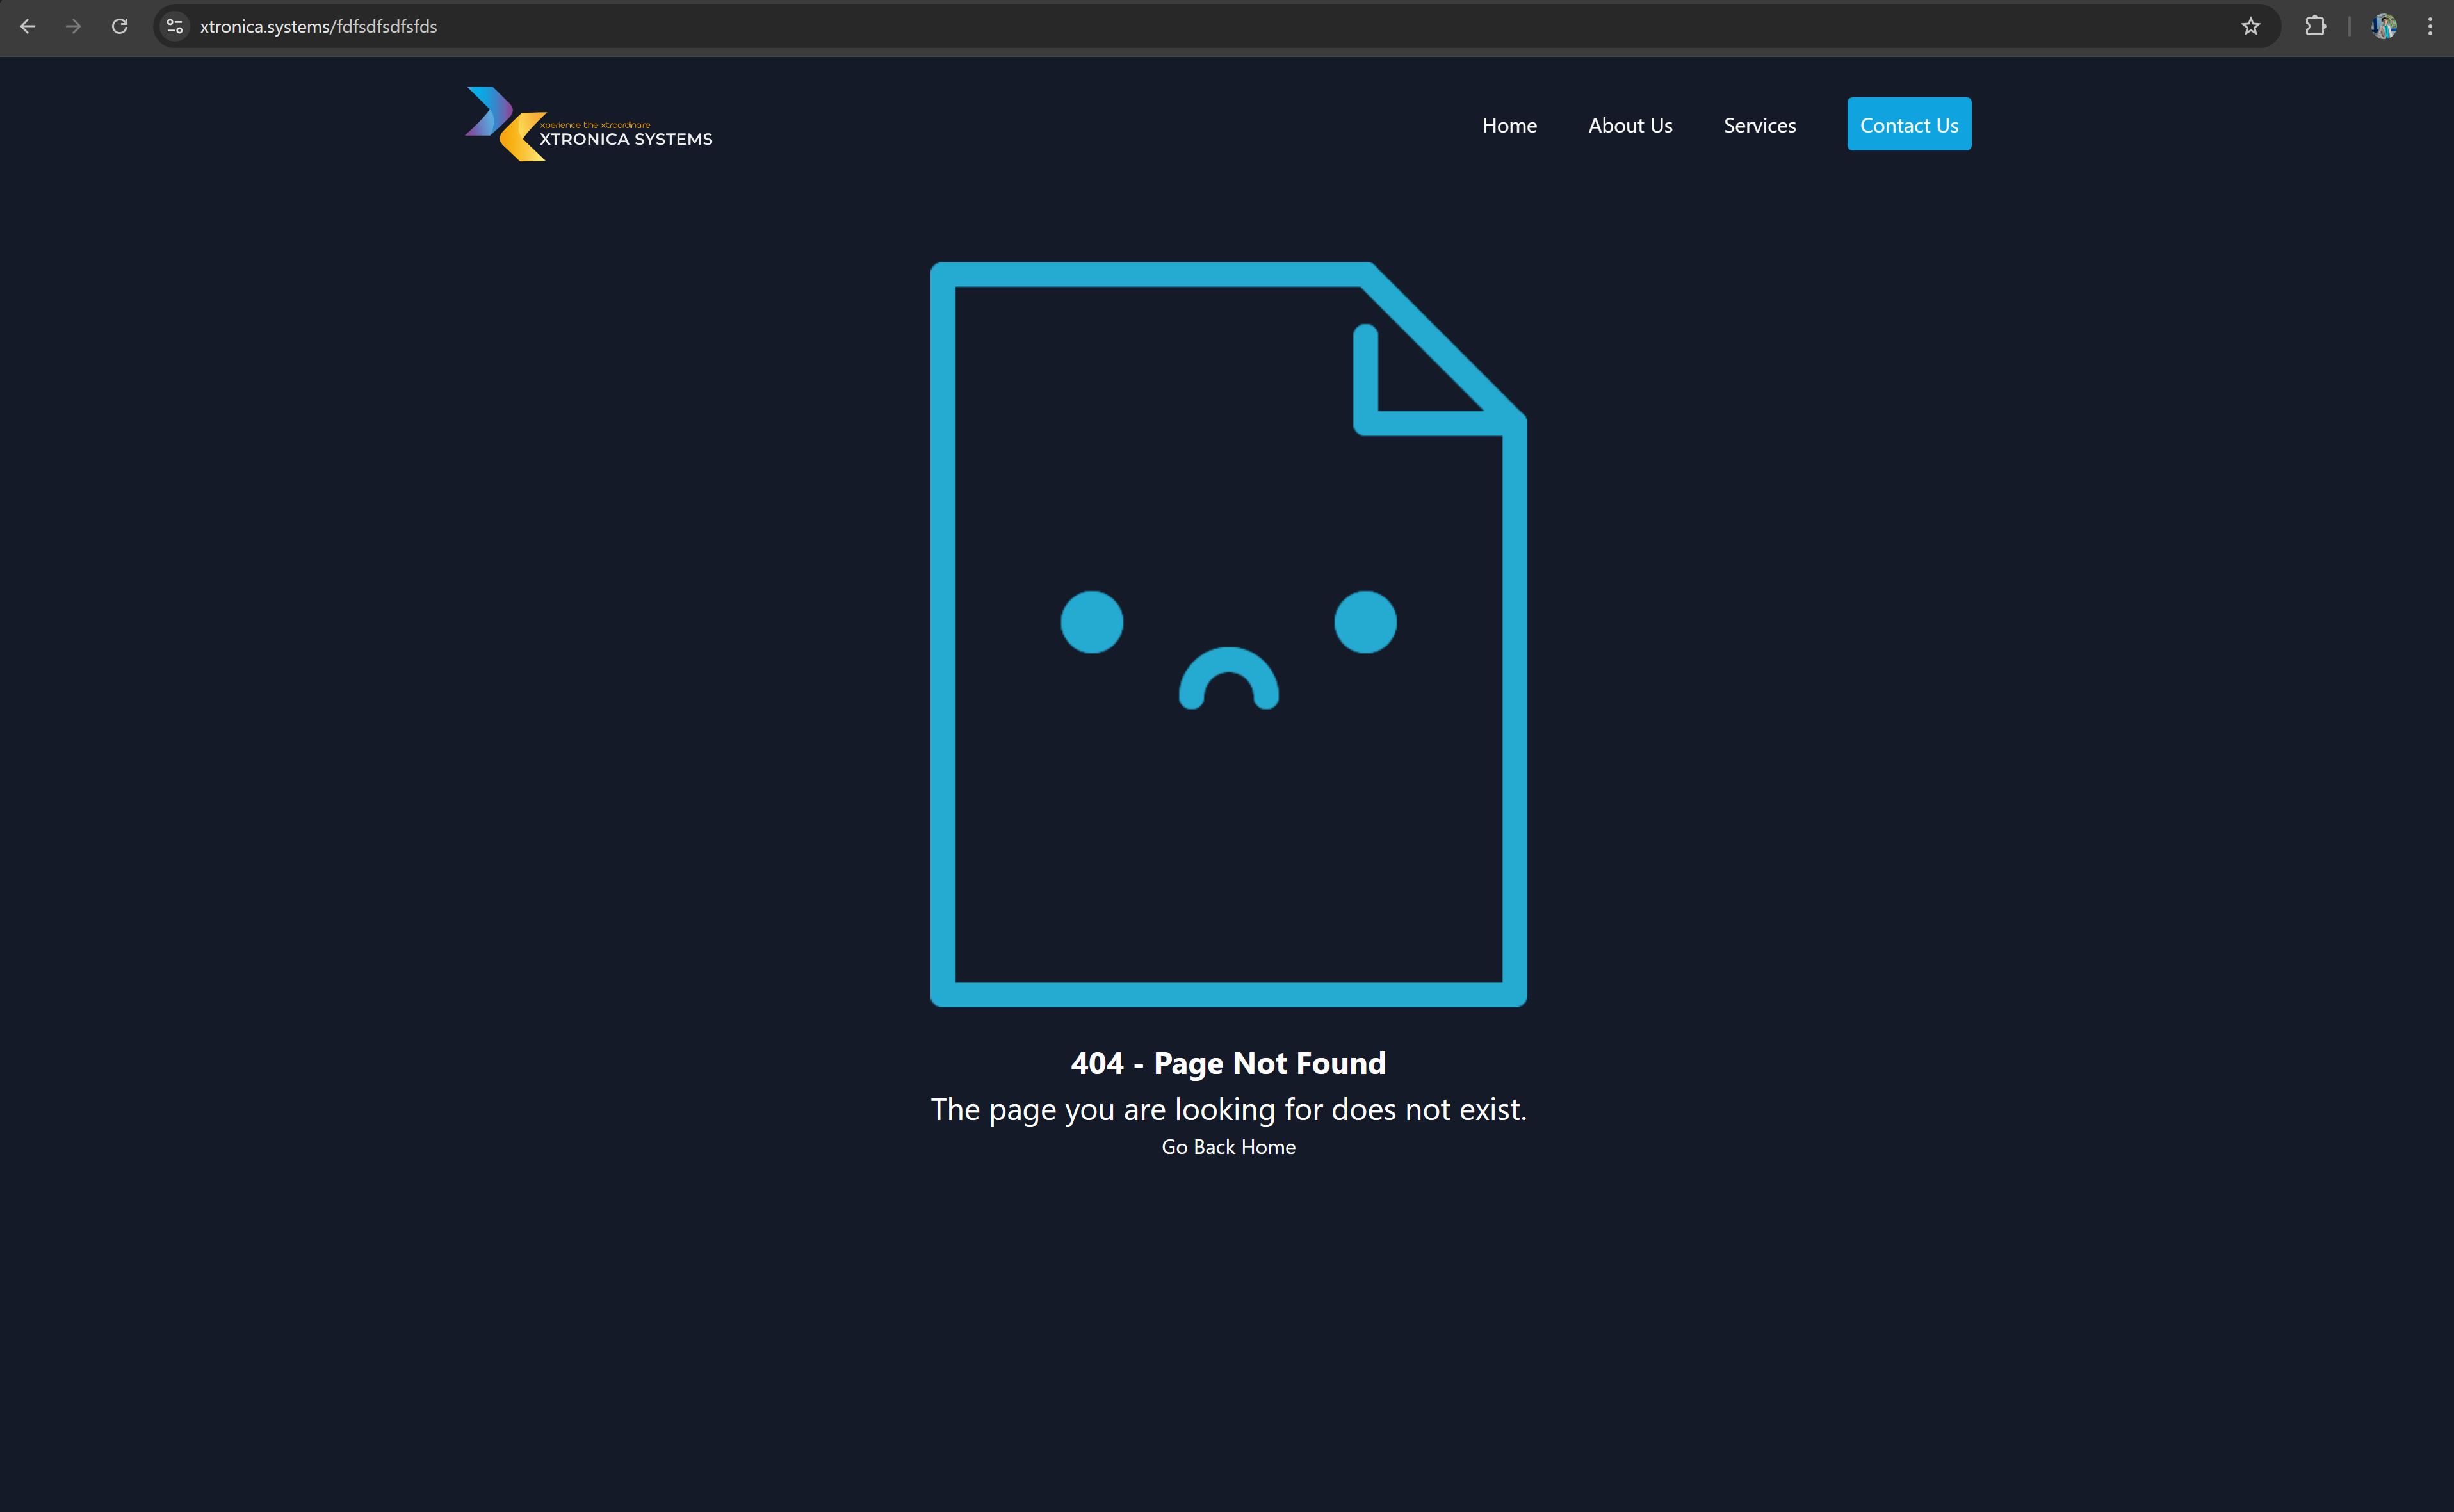 xtronica.systems/fdfsdfsdfsfds
xperience the xtraordinaire
XTRONICA SYSTEMS
Home
About Us
Services
Contact Us
404 - Page Not Found
The page you are looking for does not exist.
Go Back Home